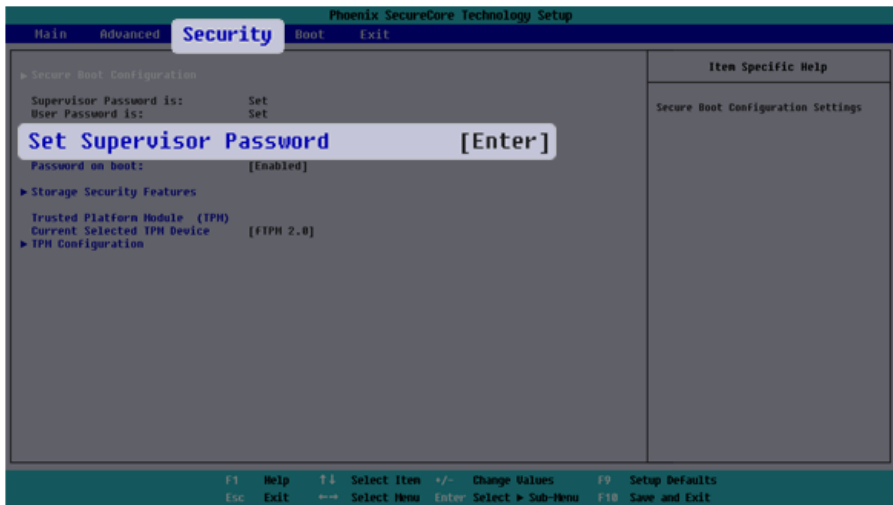 Phoenix SecureCore Technology Setup
Main Advanced Security Boot Exit
Item Specific Help
▶ Secure Boot Configuration
Supervisor Password is: Set
User Password is: Set
Secure Boot Configuration Settings
Set Supervisor Password [Enter]
Password on boot: [Enabled]
▶ Storage Security Features
Trusted Platform Module (TPM)
Current Selected TPM Device [fTPM 2.0]
▶ TPM Configuration
F1 Help ↑↓ Select Item +/- Change Values F9 Setup Defaults
Esc Exit ←→ Select Menu Enter Select ▶ Sub-Menu F10 Save and Exit